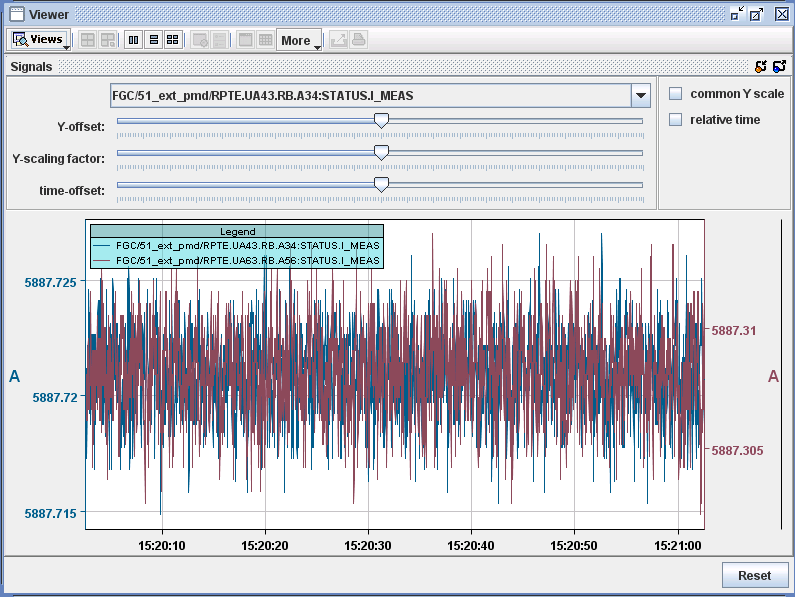 Viewer
Views
More
Signals
FGC/51_ext_pmd/RPTE.UA43.RB.A34:STATUS.I_MEAS
common Y scale
relative time
Y-offset:
Y-scaling factor:
time-offset:
Legend
FGC/51_ext_pmd/RPTE.UA43.RB.A34:STATUS.I_MEAS
FGC/51_ext_pmd/RPTE.UA63.RB.A56:STATUS.I_MEAS
5887.725
5887.72
5887.715
A
5887.31
5887.305
A
15:20:10 15:20:20 15:20:30 15:20:40 15:20:50 15:21:00
Reset